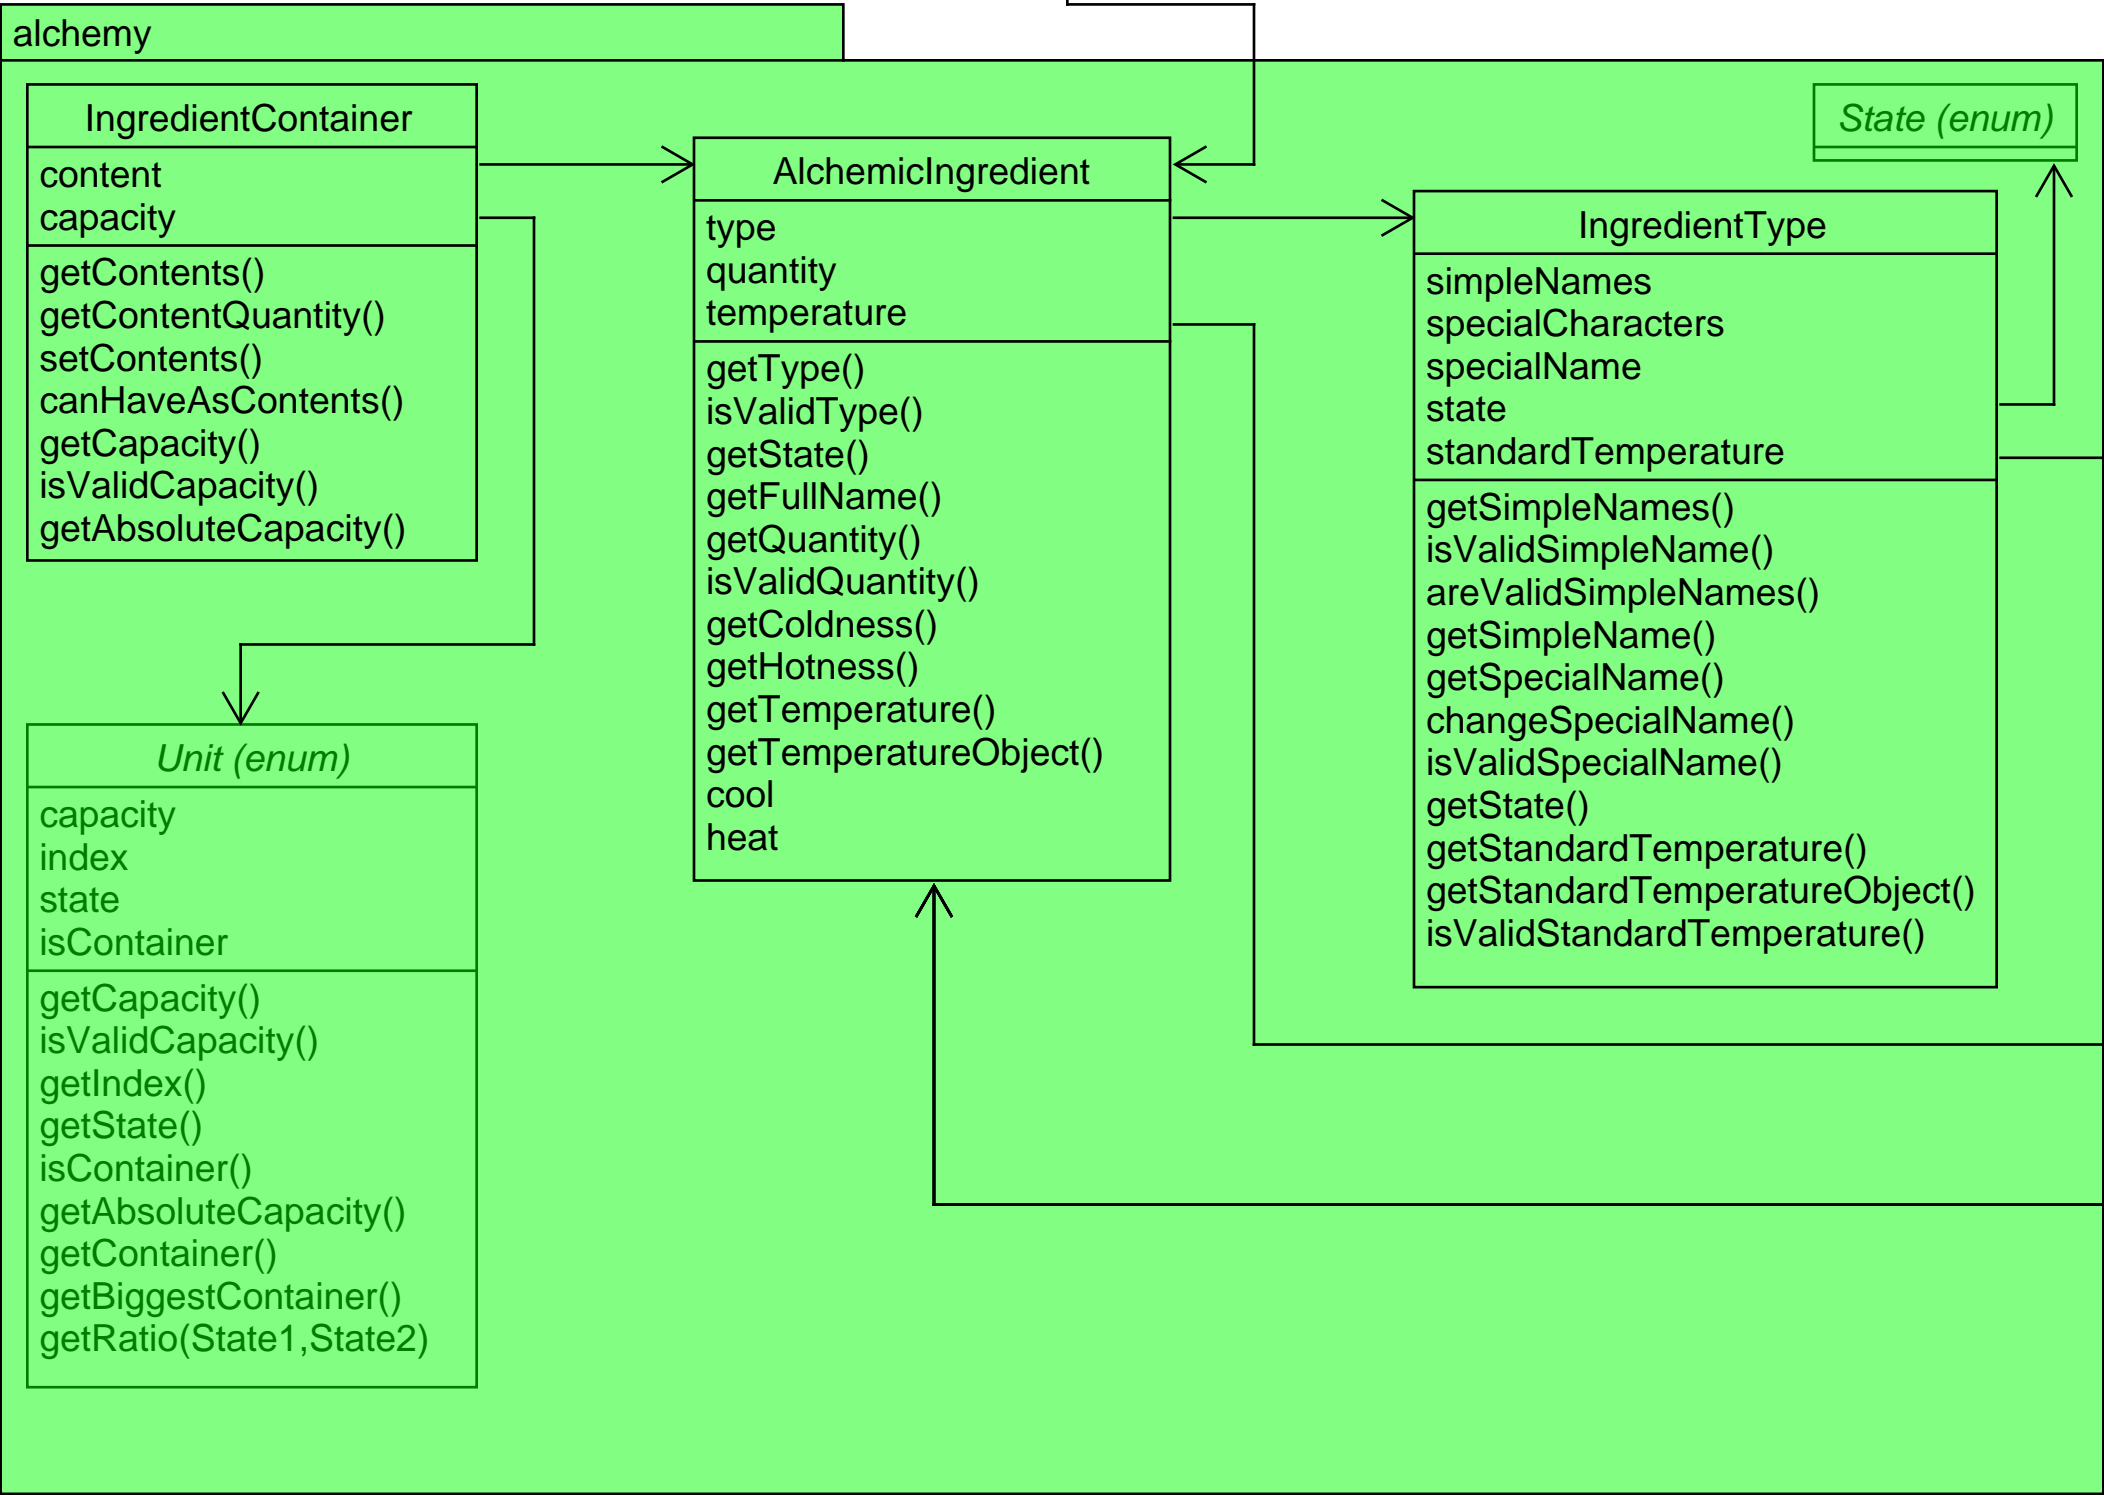 alchemy
IngredientContainer
content
capacity
getContents()
getContentQuantity()
setContents()
canHaveAsContents()
getCapacity()
isValidCapacity()
getAbsoluteCapacity()
Unit (enum)
capacity
index
state
isContainer
getCapacity()
isValidCapacity()
getIndex()
getState()
isContainer()
getAbsoluteCapacity()
getContainer()
getBiggestContainer()
getRatio(State1,State2)
AlchemicIngredient
type
quantity
temperature
getType()
isValidType()
getState()
getFullName()
getQuantity()
isValidQuantity()
getColdness()
getHotness()
getTemperature()
getTemperatureObject()
cool
heat
State (enum)
IngredientType
simpleNames
specialCharacters
specialName
state
standardTemperature
getSimpleNames()
isValidSimpleName()
areValidSimpleNames()
getSimpleName()
getSpecialName()
changeSpecialName()
isValidSpecialName()
getState()
getStandardTemperature()
getStandardTemperatureObject()
isValidStandardTemperature()